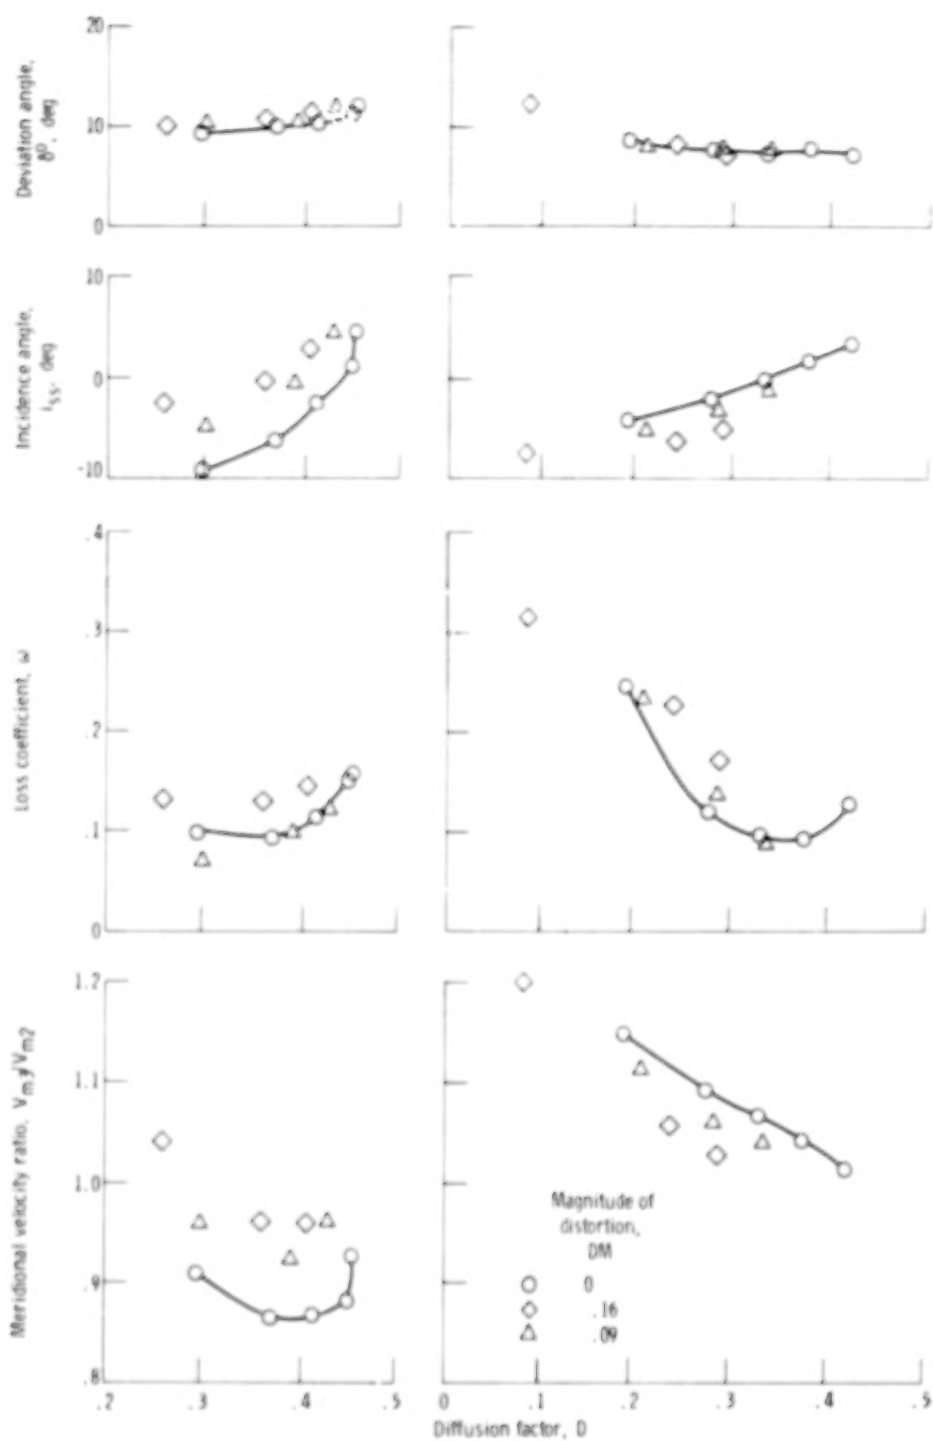 Deviation angle,
δ⁰, deg
20
10
0
Incidence angle,
i_ss, deg
10
0
-10
Loss coefficient, ω
.4
.3
.2
.1
0
Meridional velocity ratio, V_m3/V_m2
1.2
1.1
1.0
.9
.8
.2 .3 .4 .5
0 .1 .2 .3 .4 .5
Diffusion factor, D
Magnitude of
distortion,
DM
0
.16
.09